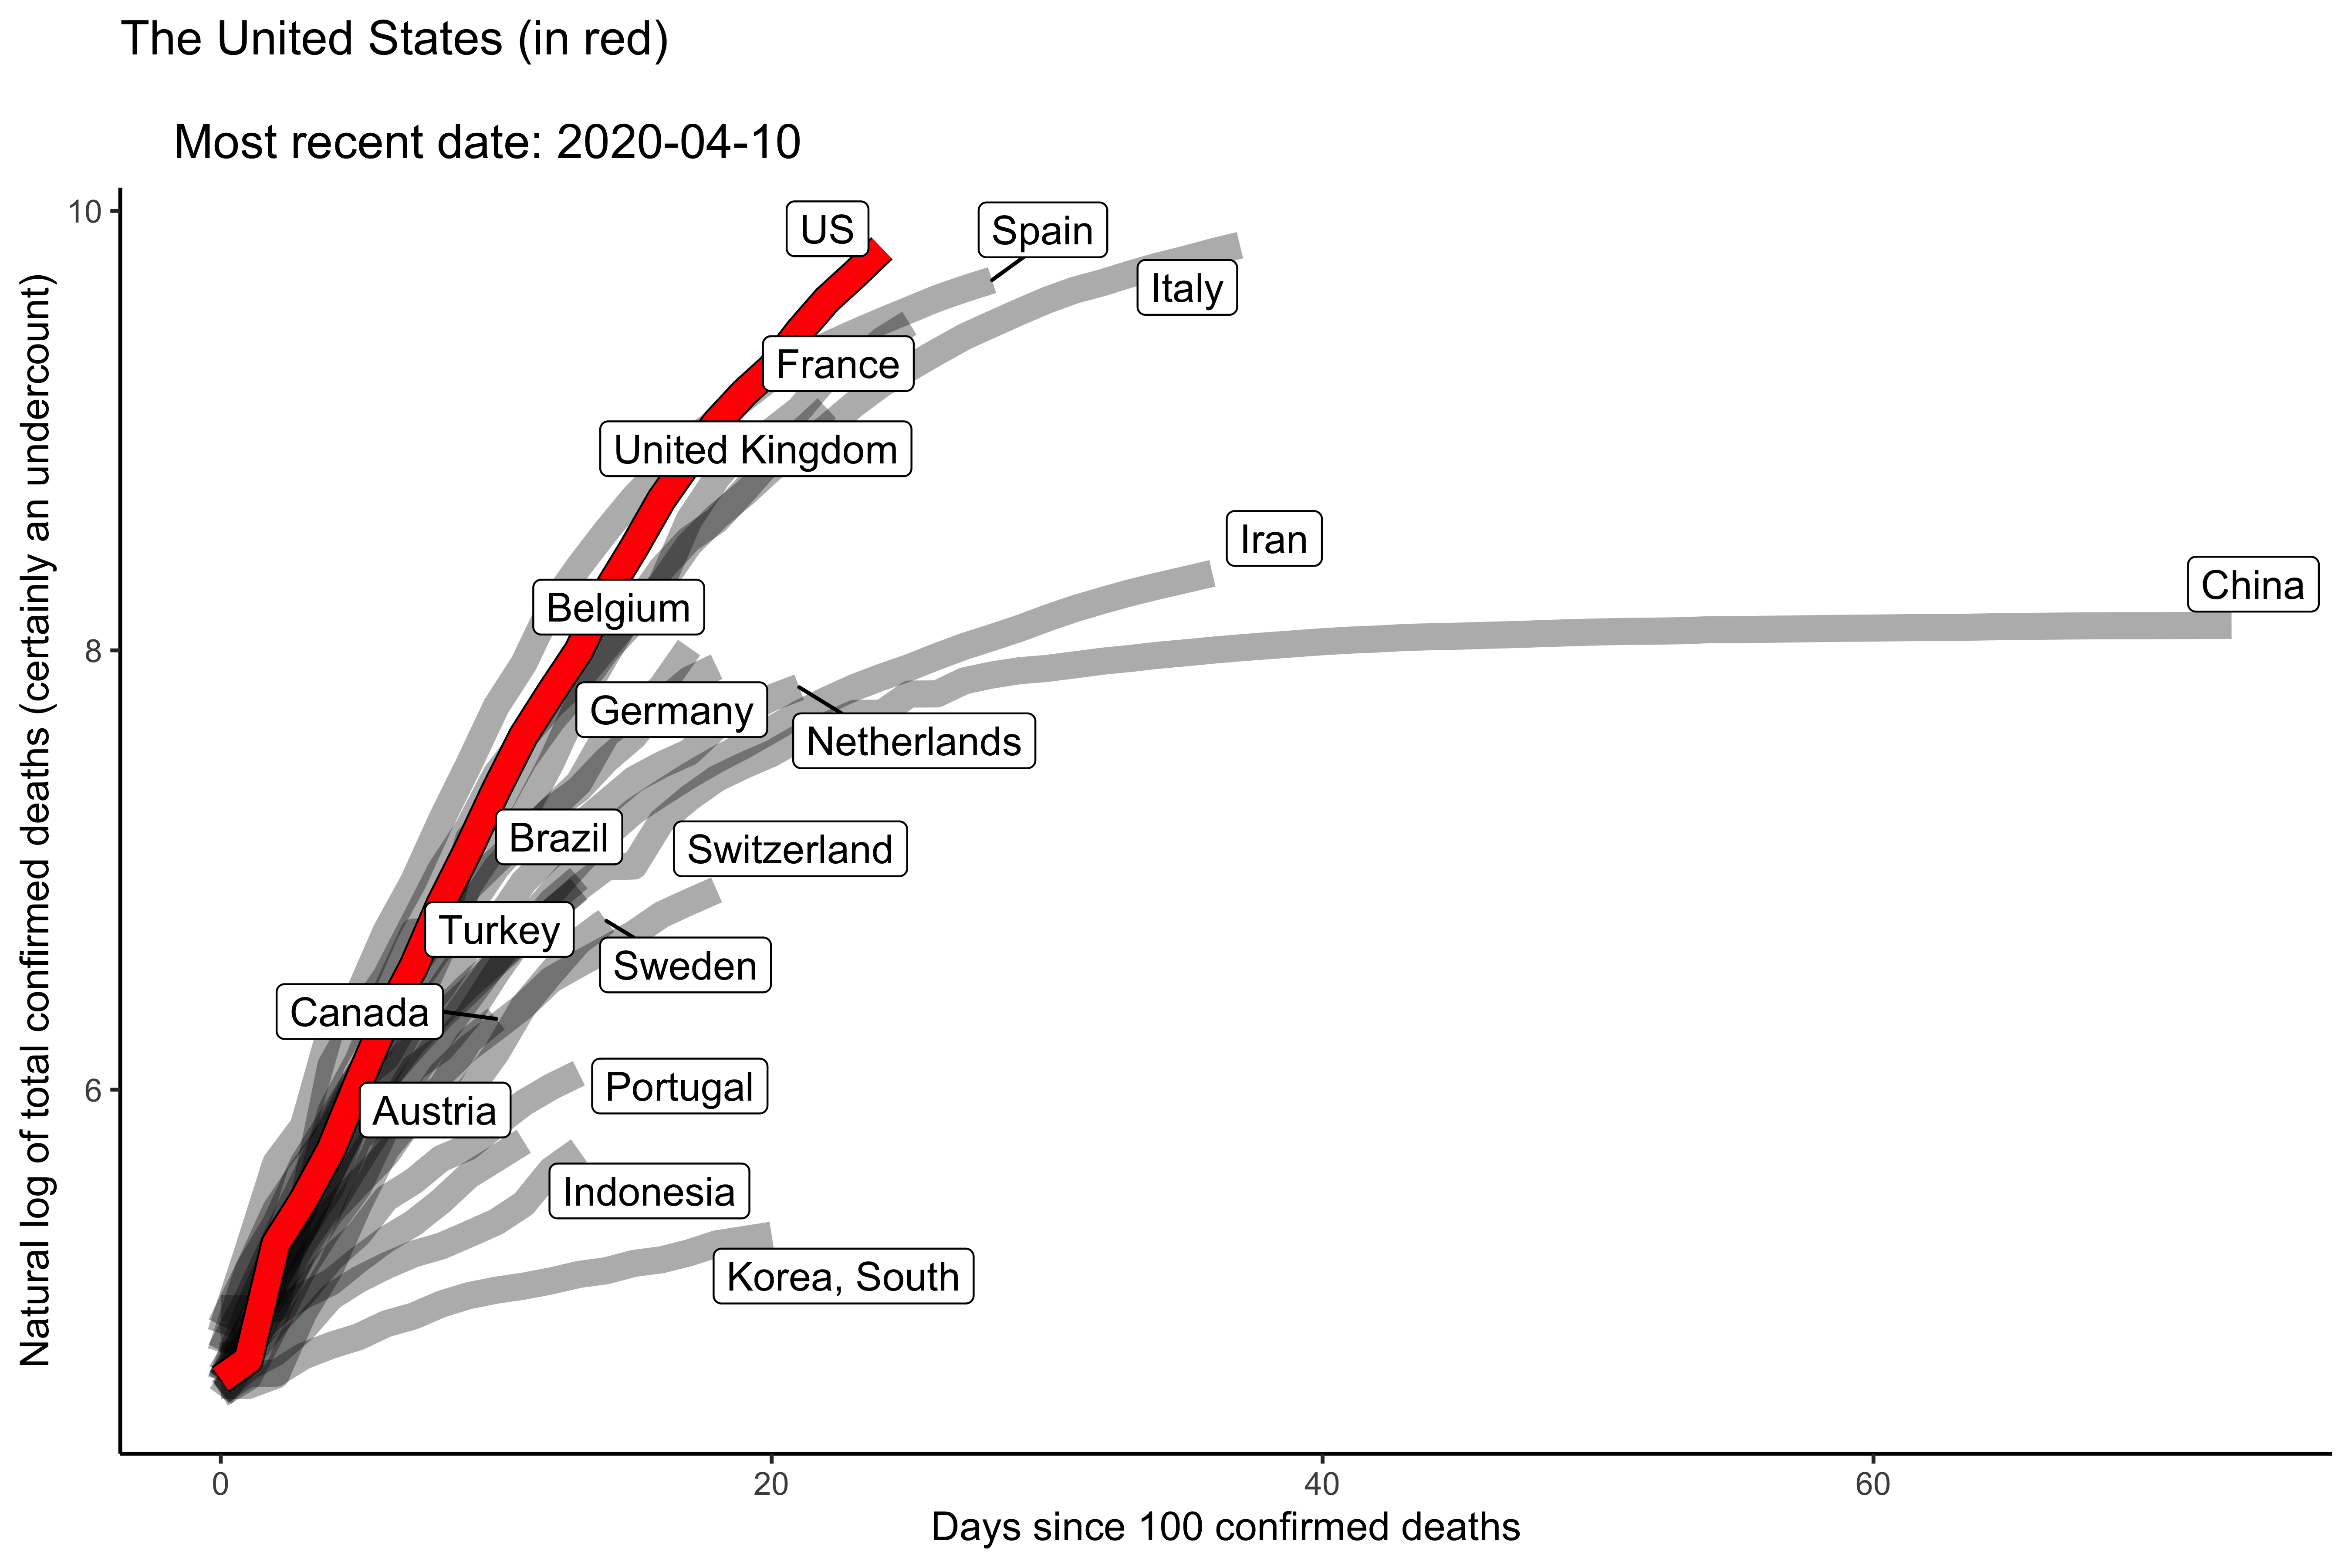 The United States (in red)
Most recent date: 2020-04-10
Natural log of total confirmed deaths (certainly an undercount)
10
8
6
US
Spain
Italy
France
United Kingdom
Iran
China
Belgium
Germany
Netherlands
Brazil
Switzerland
Turkey
Sweden
Canada
Portugal
Austria
Indonesia
Korea, South
0
20
40
60
Days since 100 confirmed deaths